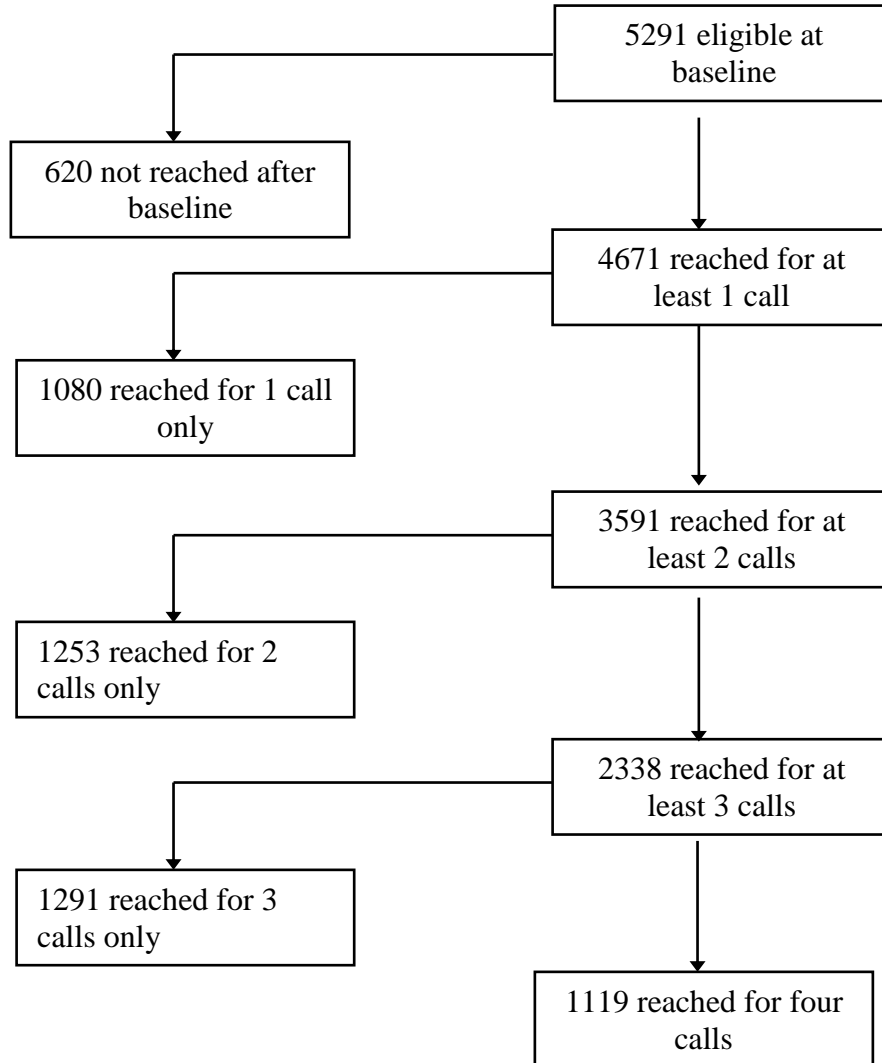 5291 eligible at
baseline
620 not reached after
baseline
4671 reached for at
least 1 call
1080 reached for 1 call
only
3591 reached for at
least 2 calls
1253 reached for 2
calls only
2338 reached for at
least 3 calls
1291 reached for 3
calls only
1119 reached for four
calls